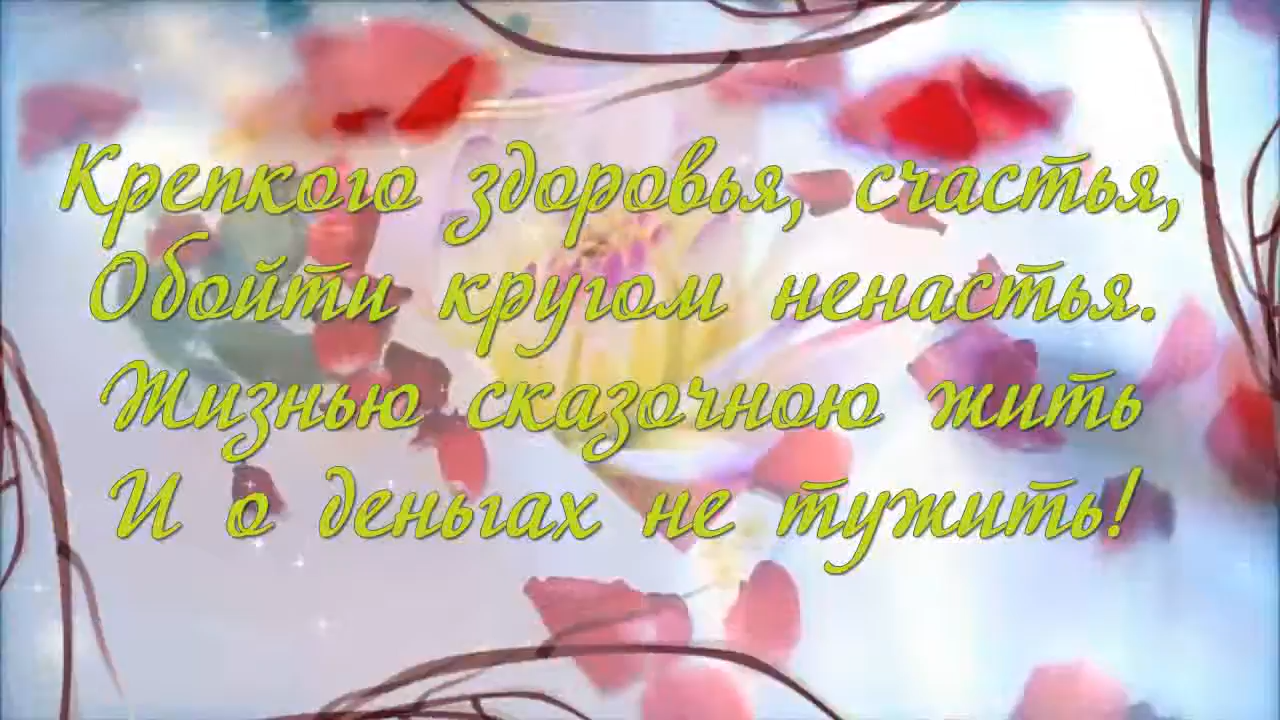 Крепкого здоровья, счастья,
Обойти кругом ненастья.
Жизнью сказочною жить
И о деньгах не тужить!